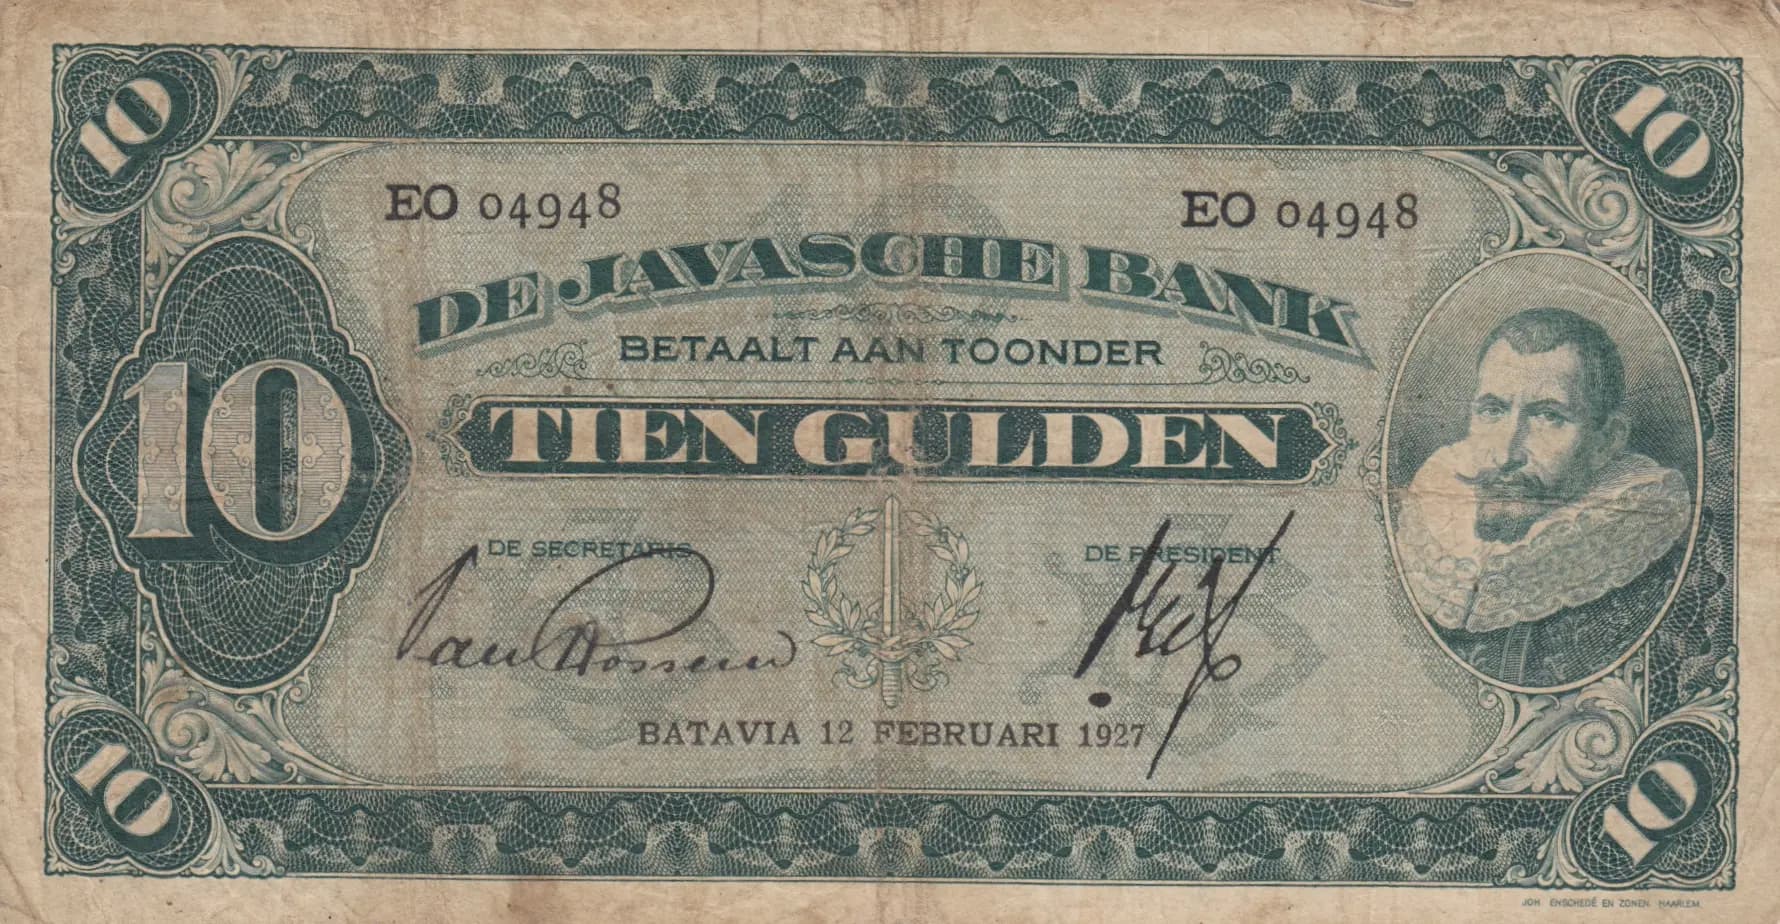 10
10
EO 04948
EO 04948
DE JAVASCHE BANK
BETAALT AAN TOONDER
10
TIEN GULDEN
DE SECRETARIS
DE PRESIDENT
BATAVIA 12 FEBRUARI 1927
10
10
JOH. ENSCHEDÉ EN ZONEN. HAARLEM.